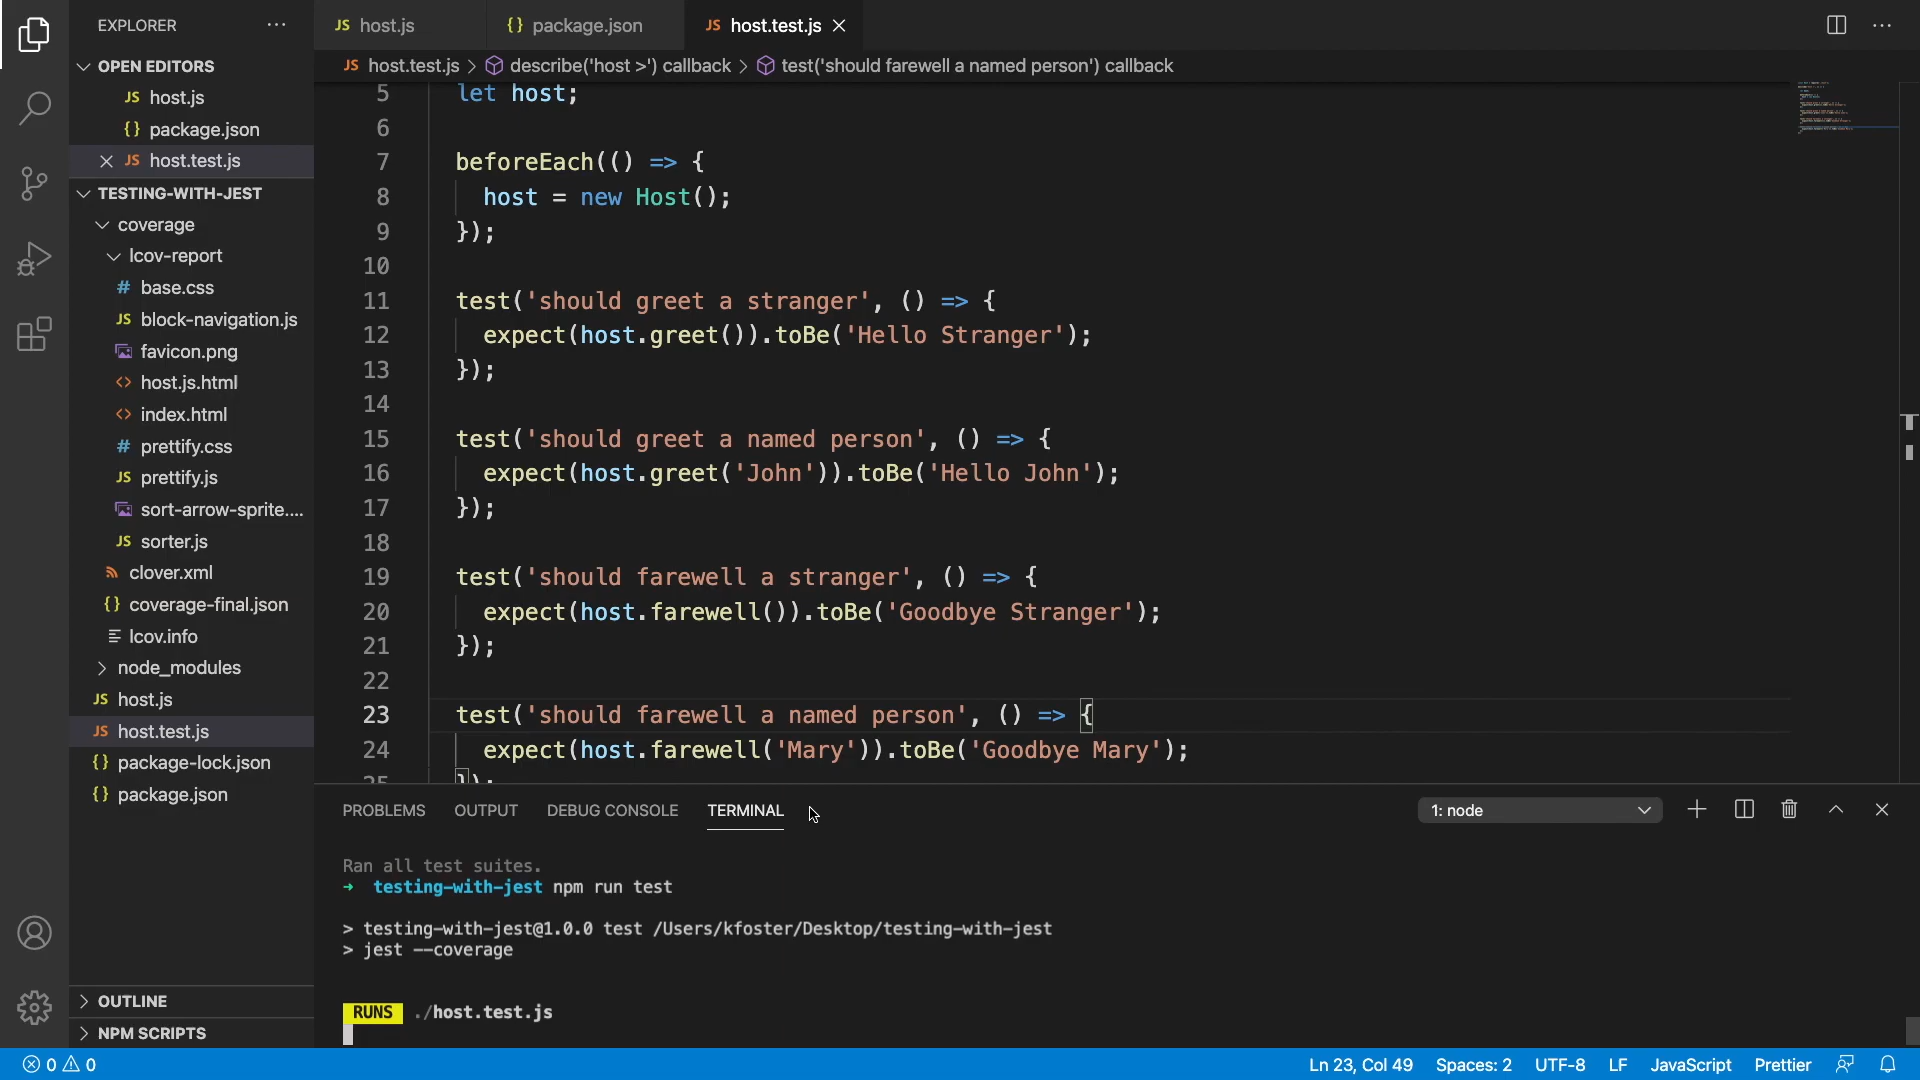 EXPLORER
OPEN EDITORS
JS host.js
{} package.json
JS host.test.js
TESTING-WITH-JEST
coverage
lcov-report
# base.css
JS block-navigation.js
favicon.png
<> host.js.html
<> index.html
# prettify.css
JS prettify.js
sort-arrow-sprite....
JS sorter.js
clover.xml
{} coverage-final.json
lcov.info
node_modules
JS host.js
JS host.test.js
{} package-lock.json
{} package.json
OUTLINE
NPM SCRIPTS
JS host.js
{} package.json
JS host.test.js
JS host.test.js > describe('host >') callback > test('should farewell a named person') callback
5 let host;
6
7 beforeEach(() => {
8 host = new Host();
9 });
10
11 test('should greet a stranger', () => {
12 expect(host.greet()).toBe('Hello Stranger');
13 });
14
15 test('should greet a named person', () => {
16 expect(host.greet('John')).toBe('Hello John');
17 });
18
19 test('should farewell a stranger', () => {
20 expect(host.farewell()).toBe('Goodbye Stranger');
21 });
22
23 test('should farewell a named person', () => {
24 expect(host.farewell('Mary')).toBe('Goodbye Mary');
25 });
PROBLEMS OUTPUT DEBUG CONSOLE TERMINAL
1: node
Ran all test suites.
→ testing-with-jest npm run test
> testing-with-jest@1.0.0 test /Users/kfoster/Desktop/testing-with-jest
> jest --coverage
RUNS ./host.test.js
0 0
Ln 23, Col 49 Spaces: 2 UTF-8 LF JavaScript Prettier